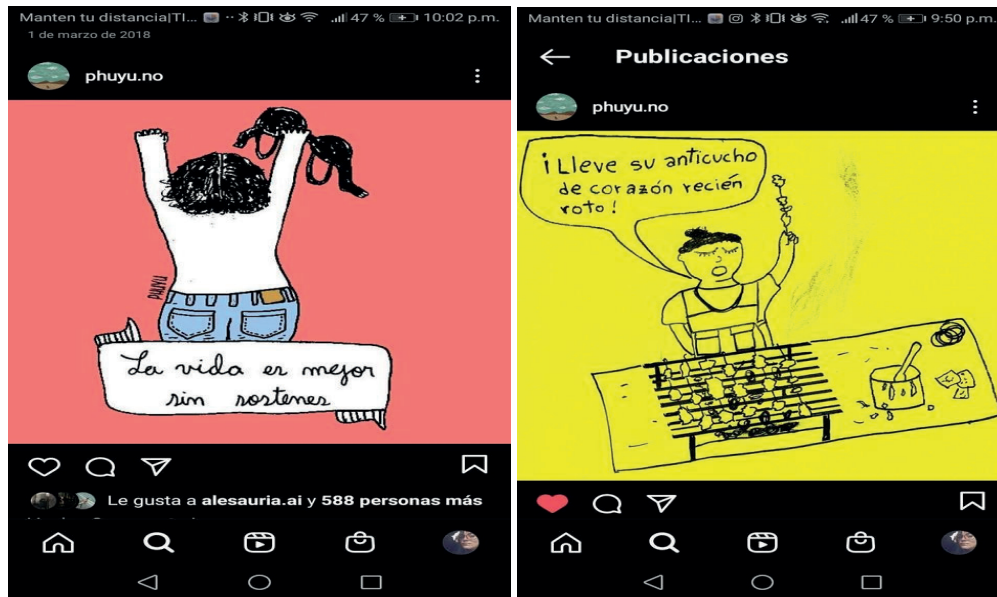 Manten tu distancia|TI... 47 % 10:02 p.m.
1 de marzo de 2018
phuyu.no
PHUYU
La vida es mejor
sin sostenes
Le gusta a alesauria.ai y 588 personas más
Manten tu distancia|TI... 47 % 9:50 p.m.
Publicaciones
phuyu.no
¡Lleve su anticucho
de corazón recién
roto!